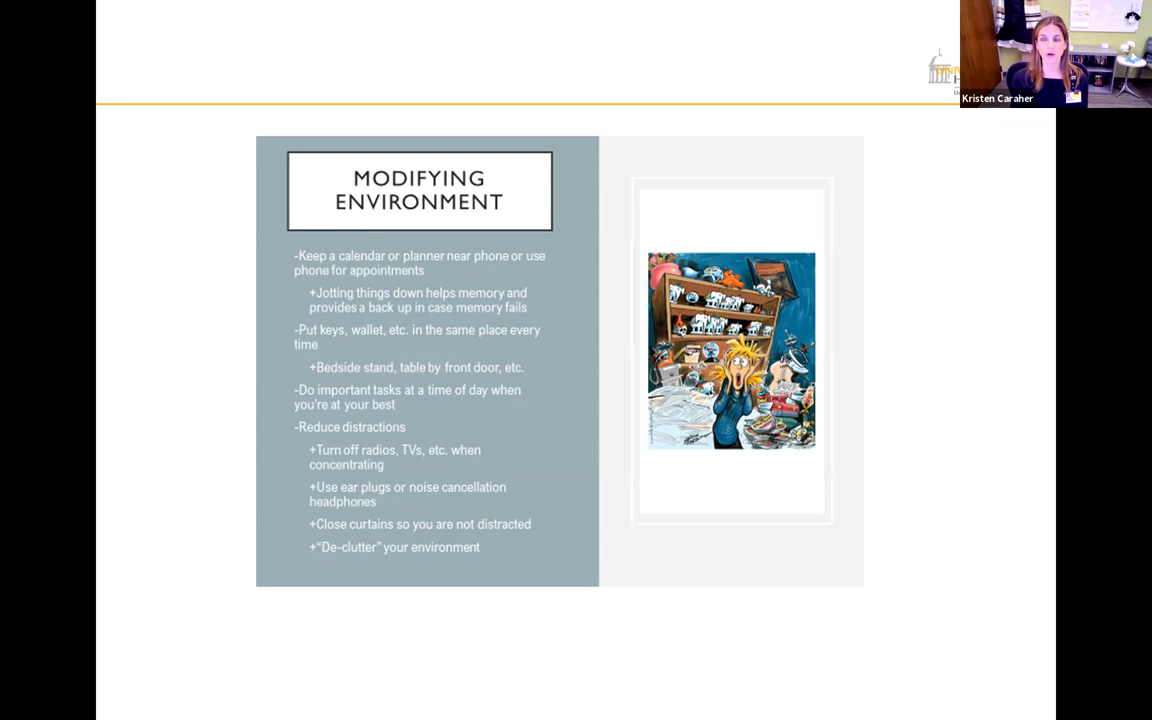 Kristen Caraher
MODIFYING
ENVIRONMENT
-Keep a calendar or planner near phone or use
phone for appointments
+Jotting things down helps memory and
provides a back up in case memory fails
-Put keys, wallet, etc. in the same place every
time
+Bedside stand, table by front door, etc.
-Do important tasks at a time of day when
you're at your best
-Reduce distractions
+Turn off radios, TVs, etc. when
concentrating
+Use ear plugs or noise cancellation
headphones
+Close curtains so you are not distracted
+“De-clutter” your environment